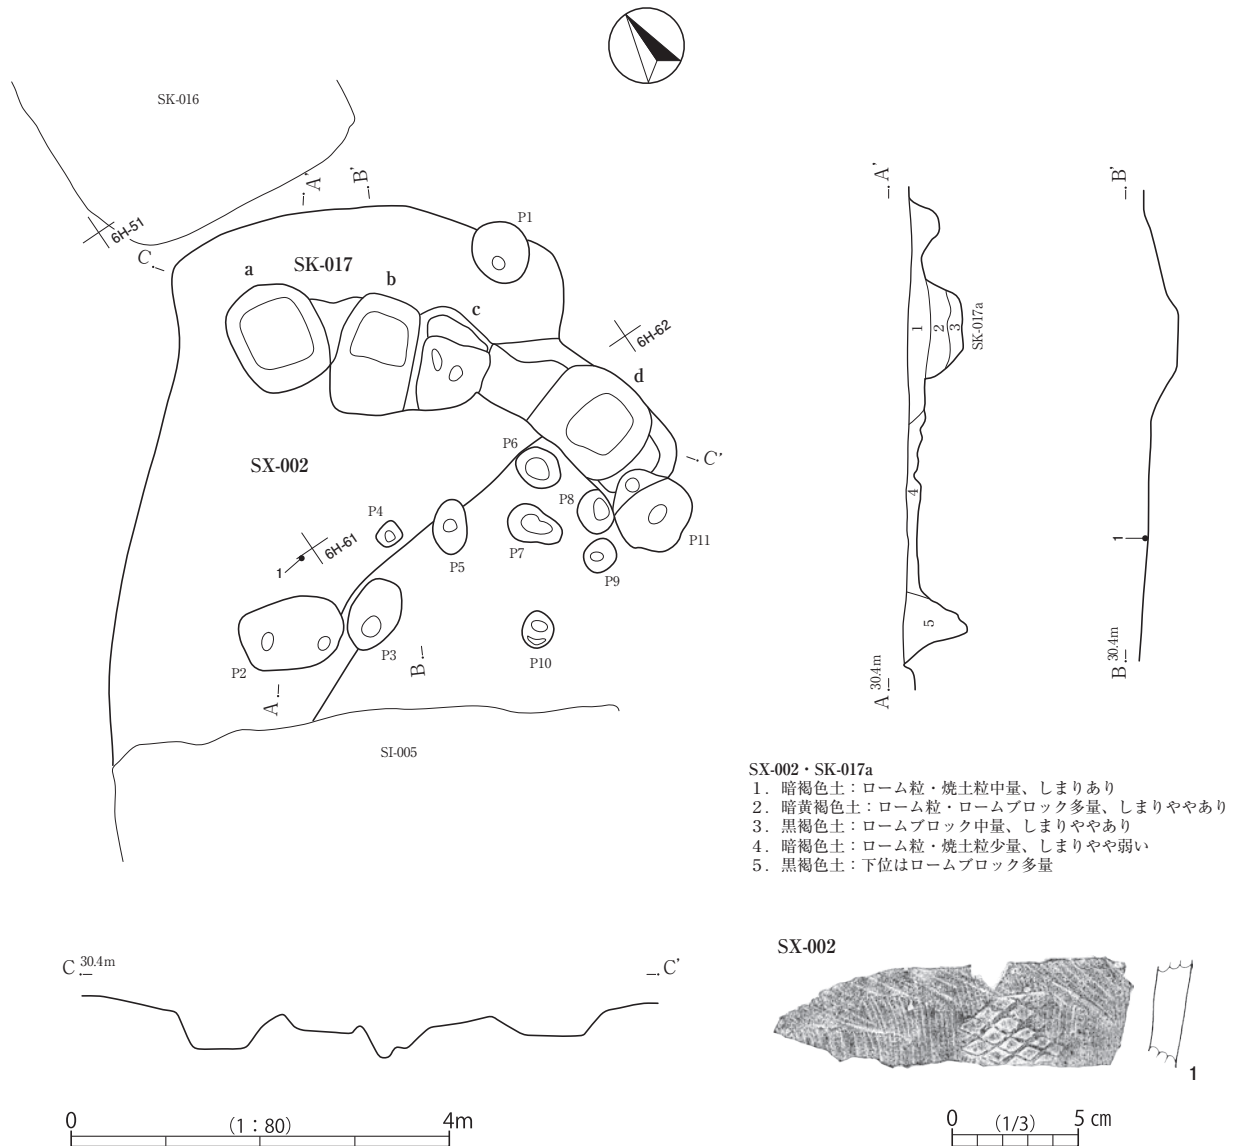 SK-016
A'
B'
6H-51
C
P1
SK-017
a
b
c
6H-62
d
SX-002
P6
C'
P8
P4
6H-61
1
P5
P7
P11
P9
P2
P3
P10
B
A
SI-005
A'
1
2
3
SK-017a
4
5
A 30.4m
B'
1
B 30.4m
SX-002・SK-017a
1. 暗褐色土:ローム粒・焼土粒中量、しまりあり
2. 暗黄褐色土:ローム粒・ロームブロック多量、しまりややあり
3. 黒褐色土:ロームブロック中量、しまりややあり
4. 暗褐色土:ローム粒・焼土粒少量、しまりやや弱い
5. 黒褐色土:下位はロームブロック多量
C 30.4m
C'
SX-002
1
0 (1:80) 4m
0 (1/3) 5 cm